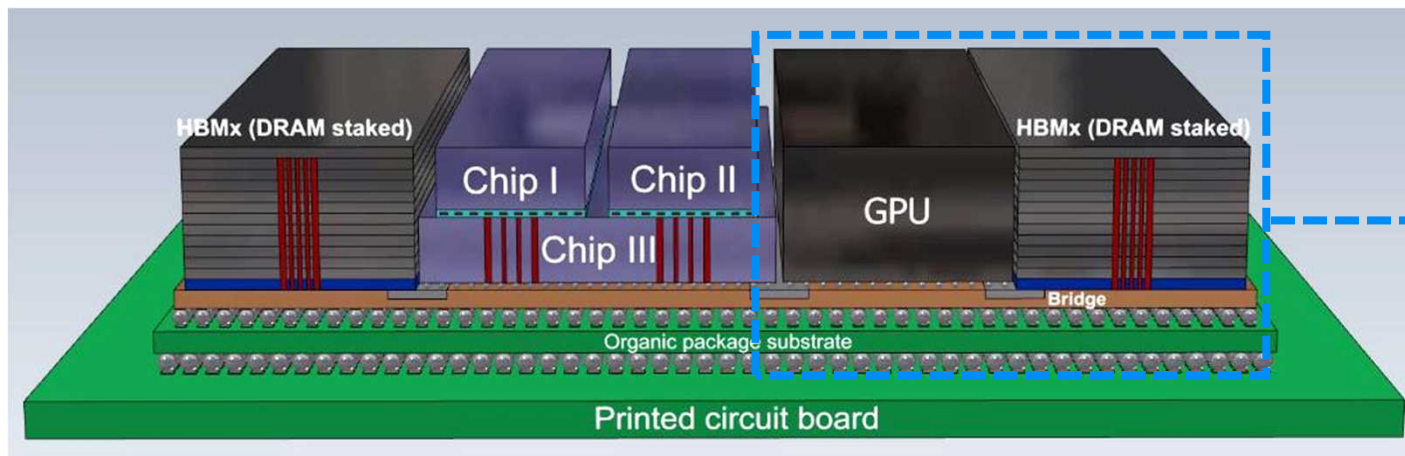 HBMx (DRAM staked)
HBMx (DRAM staked)
Chip I
Chip II
GPU
Chip III
Bridge
Organic package substrate
Printed circuit board